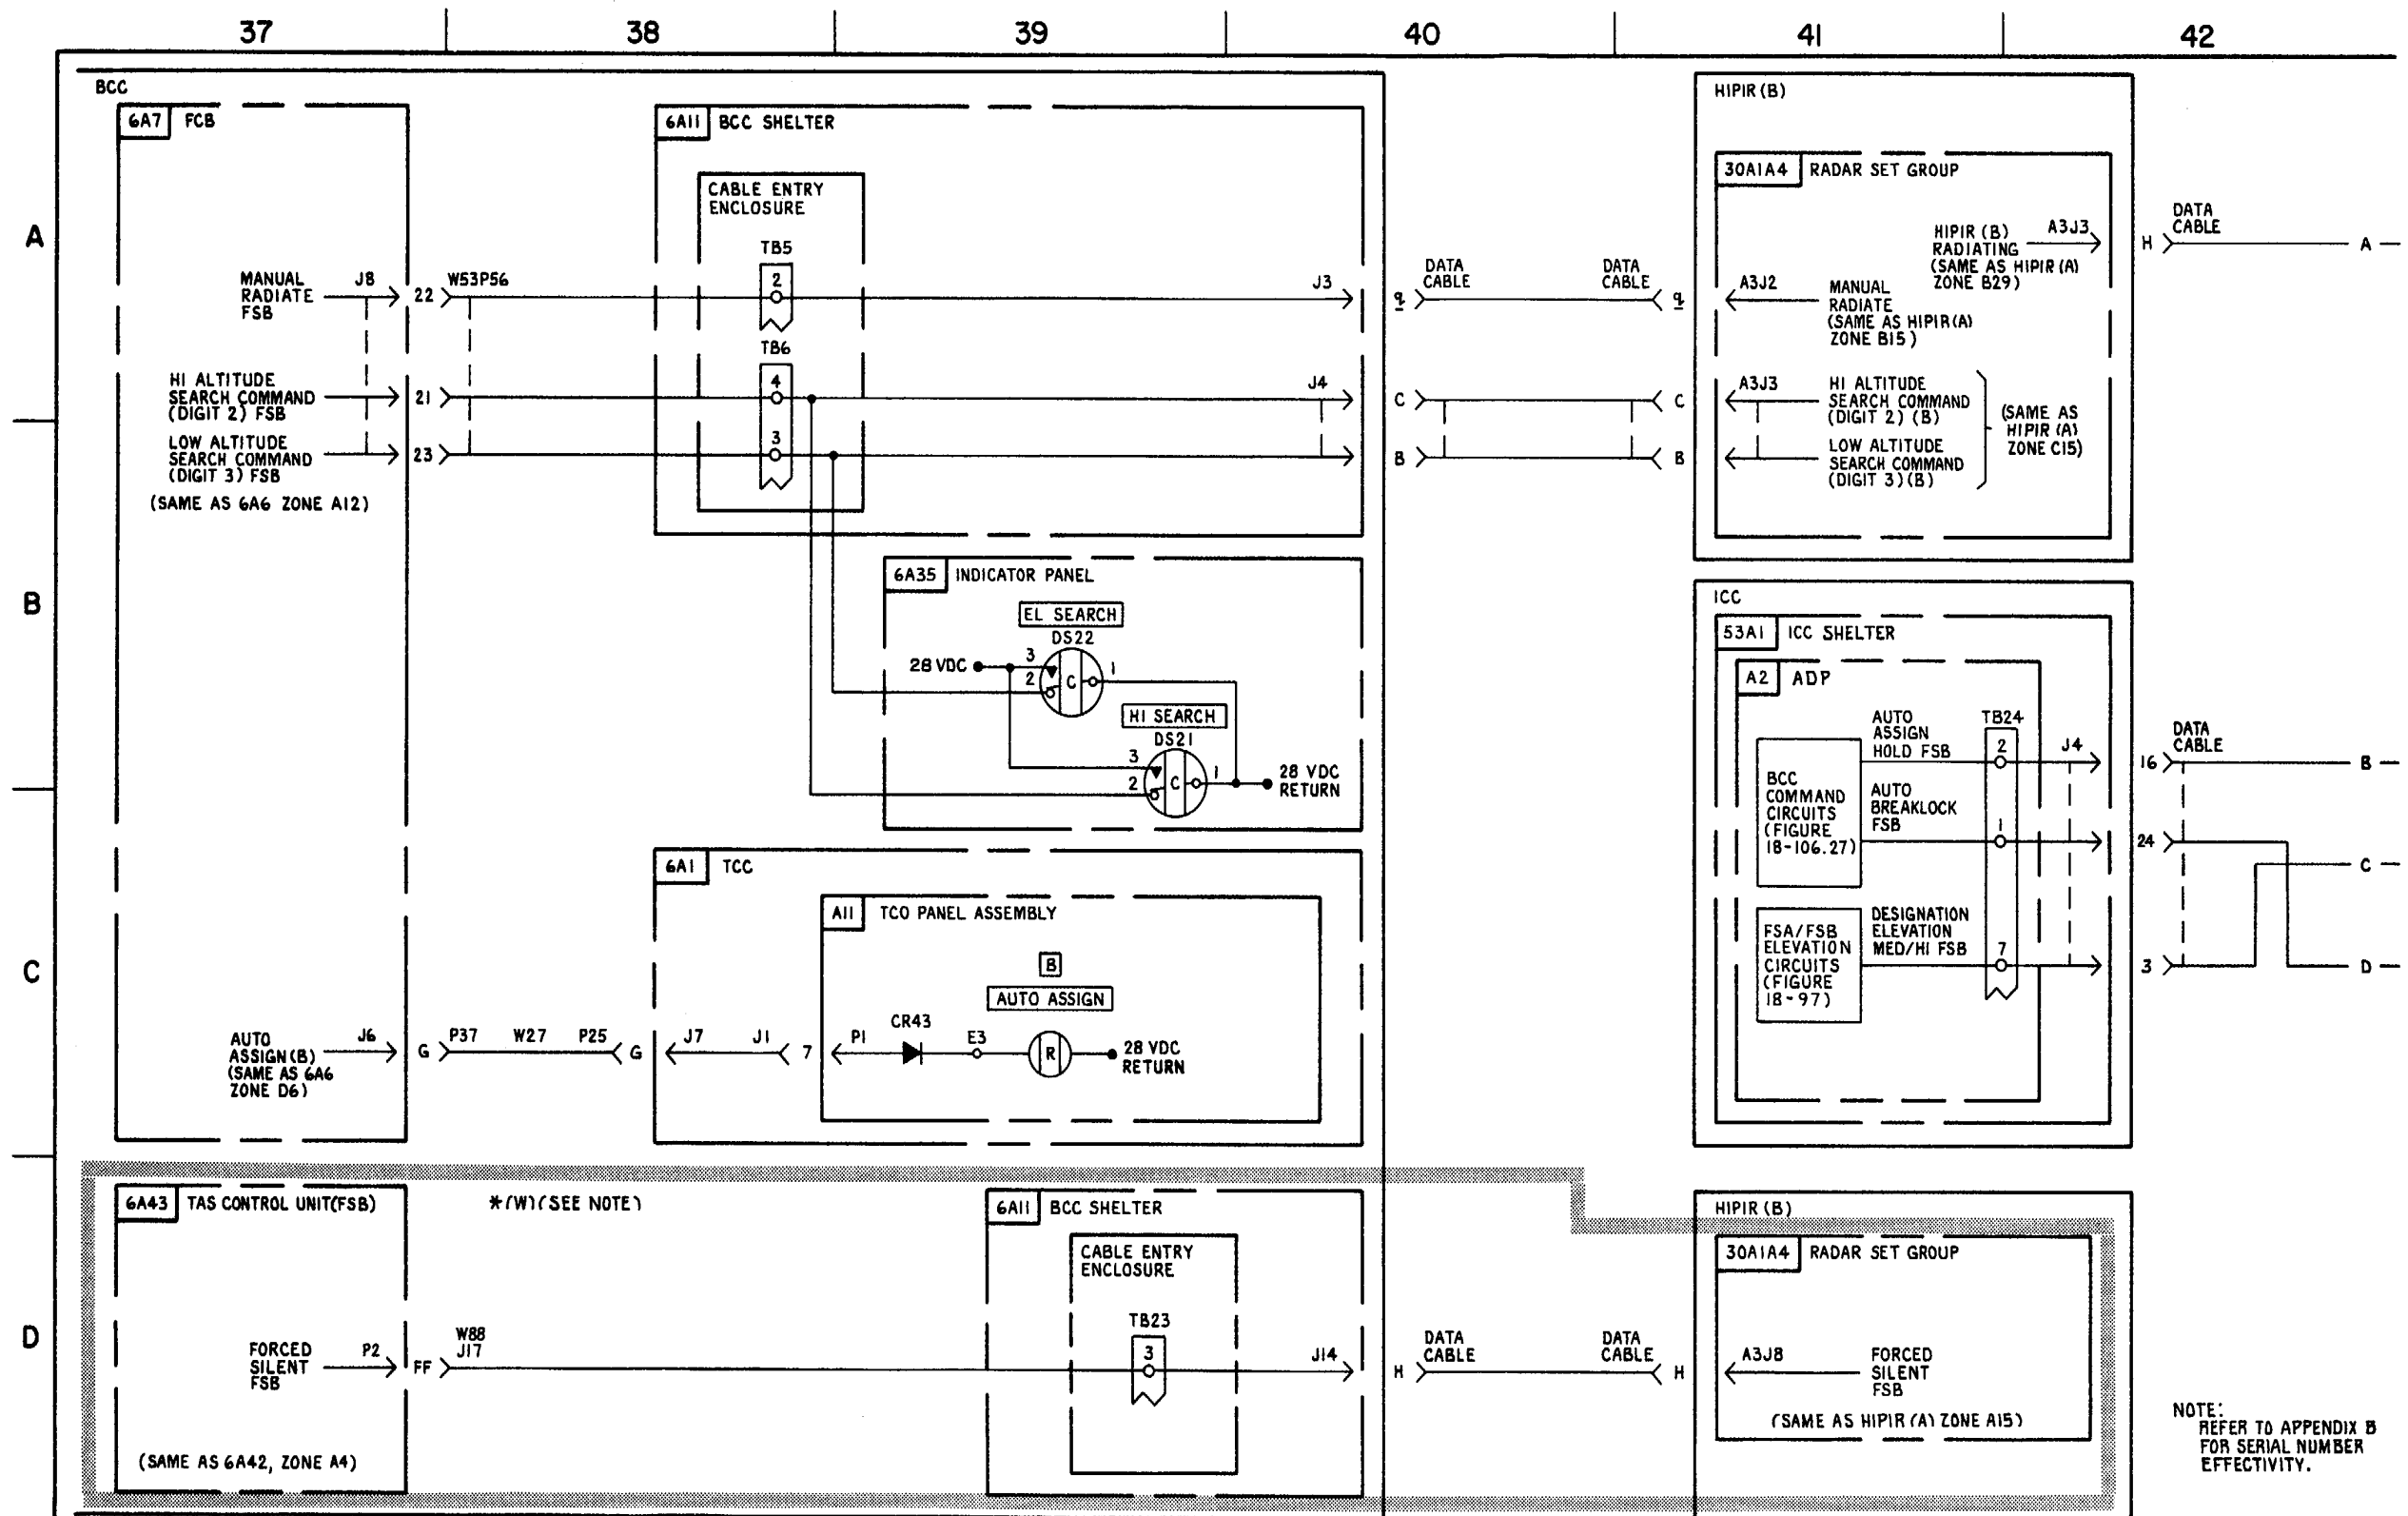 37 38 39 40 41 42
A
B
C
D
BCC
6A7 FCB
MANUAL
RADIATE
FSB
J8
22
W53P56
HI ALTITUDE
SEARCH COMMAND
(DIGIT 2) FSB
21
LOW ALTITUDE
SEARCH COMMAND
(DIGIT 3) FSB
23
(SAME AS 6A6 ZONE A12)
AUTO
ASSIGN(B)
(SAME AS 6A6
ZONE D6)
J6
G
P37 W27 P25
G
6A11 BCC SHELTER
CABLE ENTRY
ENCLOSURE
TB5
2
TB6
4
3
J3
J4
q
C
B
DATA
CABLE
DATA
CABLE
q
C
B
6A35 INDICATOR PANEL
EL SEARCH
DS22
28 VDC
3
2
C
1
HI SEARCH
DS21
3
2
C
1
28 VDC
RETURN
6A1 TCC
A11 TCO PANEL ASSEMBLY
B
AUTO ASSIGN
J7 J1
7
P1
CR43
E3
R
28 VDC
RETURN
HIPIR (B)
30A1A4 RADAR SET GROUP
HIPIR (B)
RADIATING
(SAME AS HIPIR (A)
ZONE B29)
A3J3
H
DATA
CABLE
A
A3J2
MANUAL
RADIATE
(SAME AS HIPIR(A)
ZONE B15)
A3J3
HI ALTITUDE
SEARCH COMMAND
(DIGIT 2) (B)
LOW ALTITUDE
SEARCH COMMAND
(DIGIT 3)(B)
(SAME AS
HIPIR (A)
ZONE C15)
ICC
53A1 ICC SHELTER
A2 ADP
BCC
COMMAND
CIRCUITS
(FIGURE
18-106.27)
AUTO
ASSIGN
HOLD FSB
AUTO
BREAKLOCK
FSB
TB24
2
1
7
J4
16
24
3
DATA
CABLE
B
C
D
FSA/FSB
ELEVATION
CIRCUITS
(FIGURE
18-97)
DESIGNATION
ELEVATION
MED/HI FSB
6A43 TAS CONTROL UNIT(FSB)
*(W)(SEE NOTE)
FORCED
SILENT
FSB
P2
FF
W88
J17
(SAME AS 6A42, ZONE A4)
6A11 BCC SHELTER
CABLE ENTRY
ENCLOSURE
TB23
3
J14
H
DATA
CABLE
DATA
CABLE
H
HIPIR (B)
30A1A4 RADAR SET GROUP
A3J8
FORCED
SILENT
FSB
(SAME AS HIPIR (A) ZONE A15)
NOTE:
REFER TO APPENDIX B
FOR SERIAL NUMBER
EFFECTIVITY.